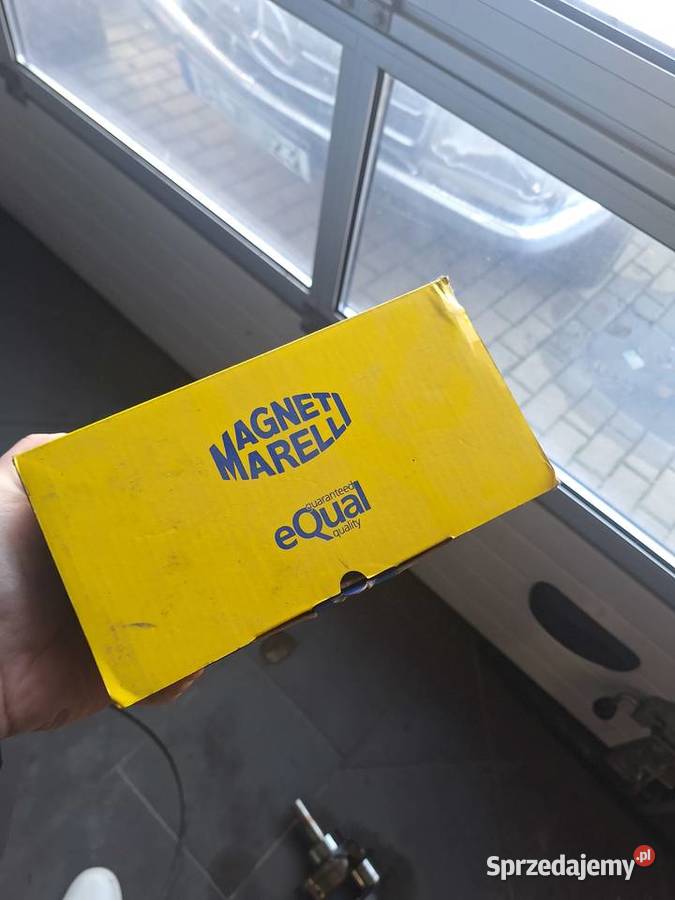 MAGNETI
MARELLI
guaranteed
eQual
quality
Sprzedajemy.pl